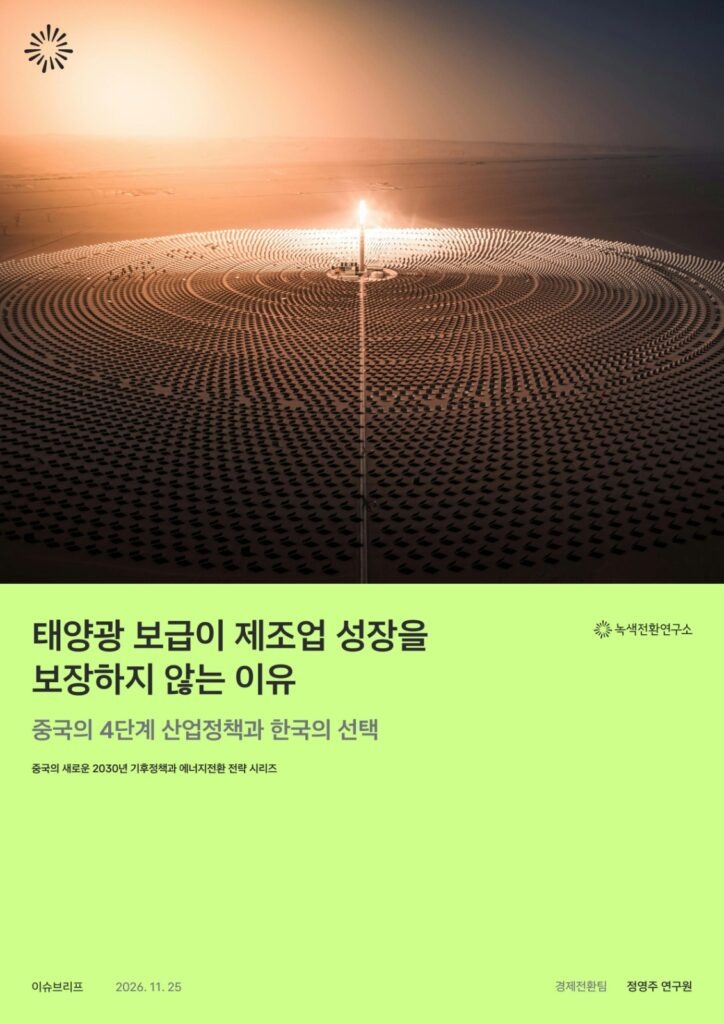 태양광 보급이 제조업 성장을
보장하지 않는 이유
녹색전환연구소
중국의 4단계 산업정책과 한국의 선택
중국의 새로운 2030년 기후정책과 에너지전환 전략 시리즈
이슈브리프 2026. 11. 25 경제전환팀 정영주 연구원